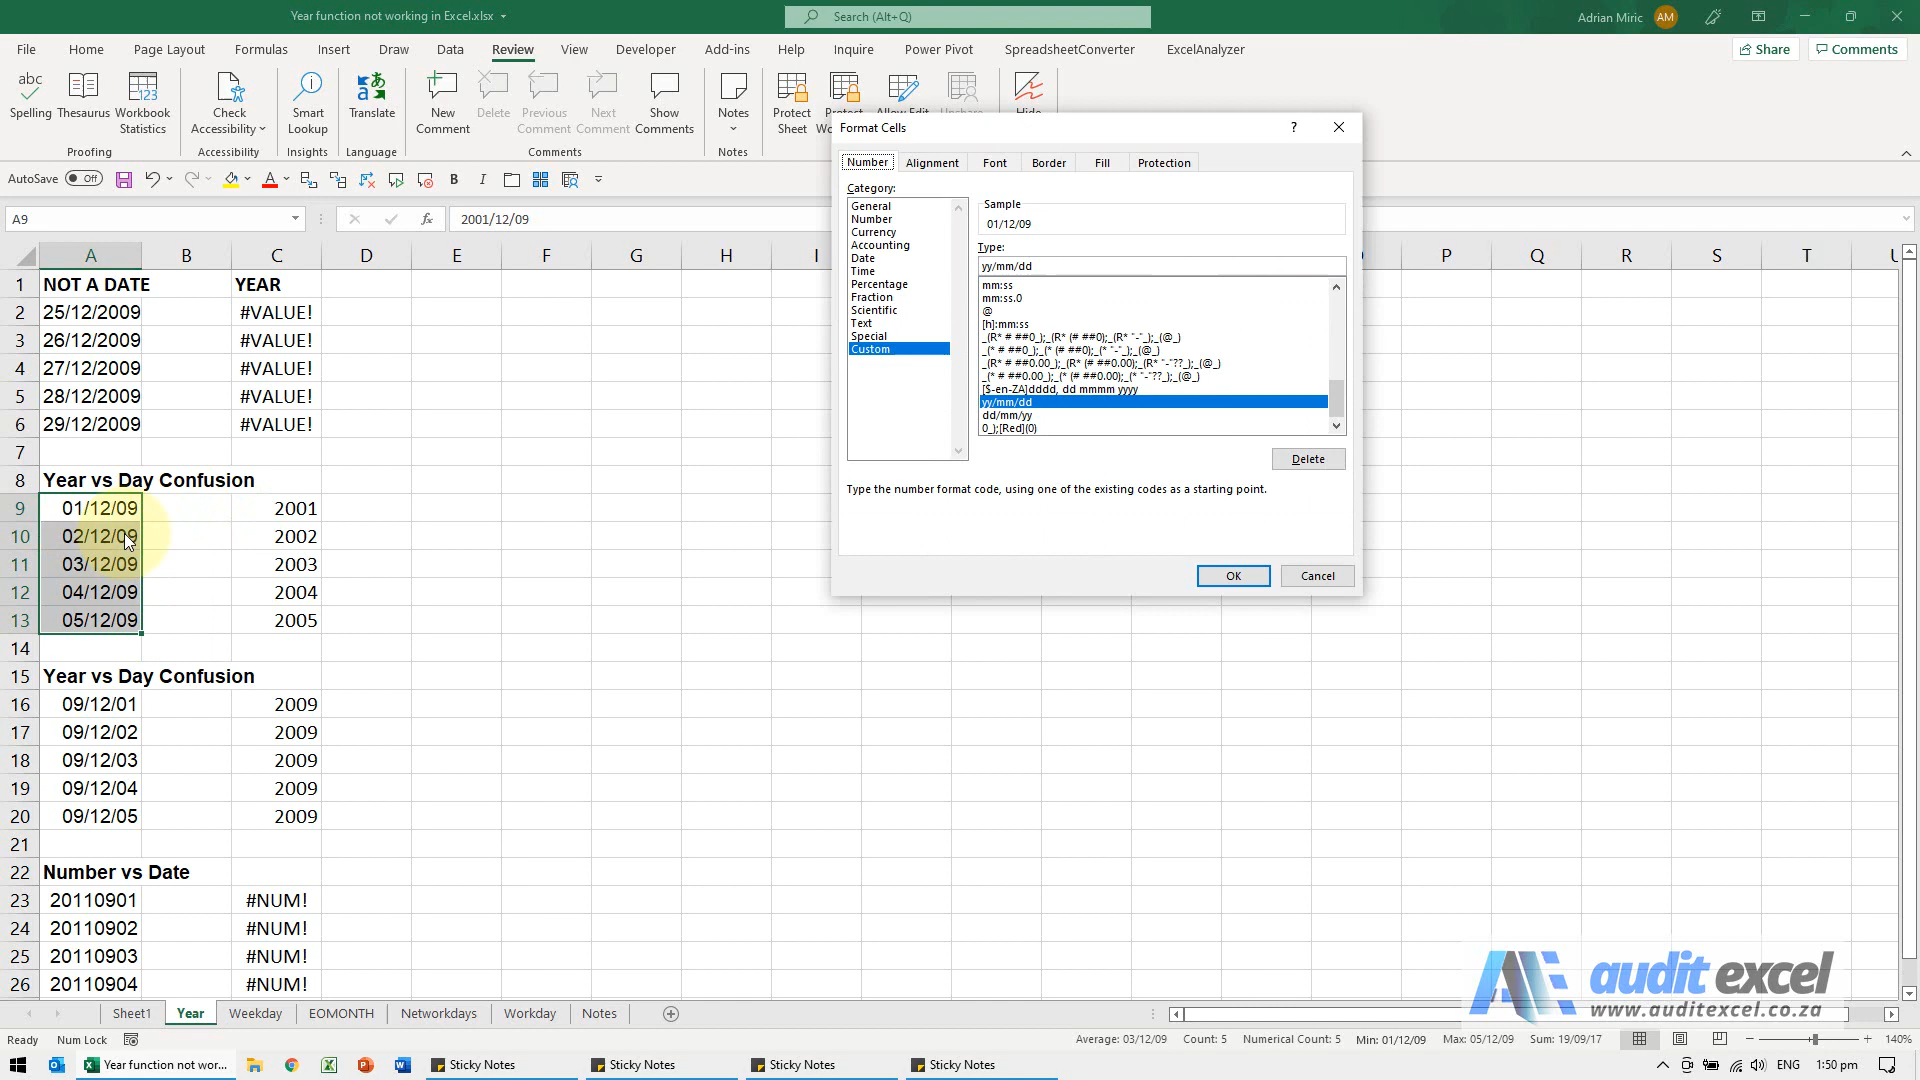 Year function not working in Excel.xlsx
Search (Alt+Q)
Adrian Miric
AM
File Home Page Layout Formulas Insert Draw Data Review View Developer Add-ins Help Inquire Power Pivot SpreadsheetConverter ExcelAnalyzer
Share
Comments
abc
123
Spelling Thesaurus Workbook Statistics
Check Accessibility
Smart Lookup
Translate
New Comment
Delete
Previous Comment
Next Comment
Show Comments
Notes
Protect Sheet
Proofing Accessibility Insights Language Comments Notes
AutoSave Off
B I
A9
fx
2001/12/09
A B C D E F G H I P Q R S T
1 NOT A DATE YEAR
2 25/12/2009 #VALUE!
3 26/12/2009 #VALUE!
4 27/12/2009 #VALUE!
5 28/12/2009 #VALUE!
6 29/12/2009 #VALUE!
7
8 Year vs Day Confusion
9 01/12/09 2001
10 02/12/09 2002
11 03/12/09 2003
12 04/12/09 2004
13 05/12/09 2005
14
15 Year vs Day Confusion
16 09/12/01 2009
17 09/12/02 2009
18 09/12/03 2009
19 09/12/04 2009
20 09/12/05 2009
21
22 Number vs Date
23 20110901 #NUM!
24 20110902 #NUM!
25 20110903 #NUM!
26 20110904 #NUM!
Format Cells
?
Number Alignment Font Border Fill Protection
Category:
General
Number
Currency
Accounting
Date
Time
Percentage
Fraction
Scientific
Text
Special
Custom
Sample
01/12/09
Type:
yy/mm/dd
mm:ss
mm:ss.0
@
[h]:mm:ss
_(R* # ##0_);_(R* (# ##0);_(R* "-"_);_(@_)
_(* # ##0_);_(* (# ##0);_(* "-"_);_(@_)
_(R* # ##0.00_);_(R* (# ##0.00);_(R* "-"??_);_(@_)
_(* # ##0.00_);_(* (# ##0.00);_(* "-"??_);_(@_)
[$-en-ZA]dddd, dd mmmm yyyy
yy/mm/dd
dd/mm/yy
0_);[Red](0)
Delete
Type the number format code, using one of the existing codes as a starting point.
OK
Cancel
audit excel
www.auditexcel.co.za
Sheet1 Year Weekday EOMONTH Networkdays Workday Notes
Ready Num Lock
Average: 03/12/09 Count: 5 Numerical Count: 5 Min: 01/12/09 Max: 05/12/09 Sum: 19/09/17 140%
Year function not wor...
Sticky Notes
Sticky Notes
Sticky Notes
Sticky Notes
ENG
1:50 pm